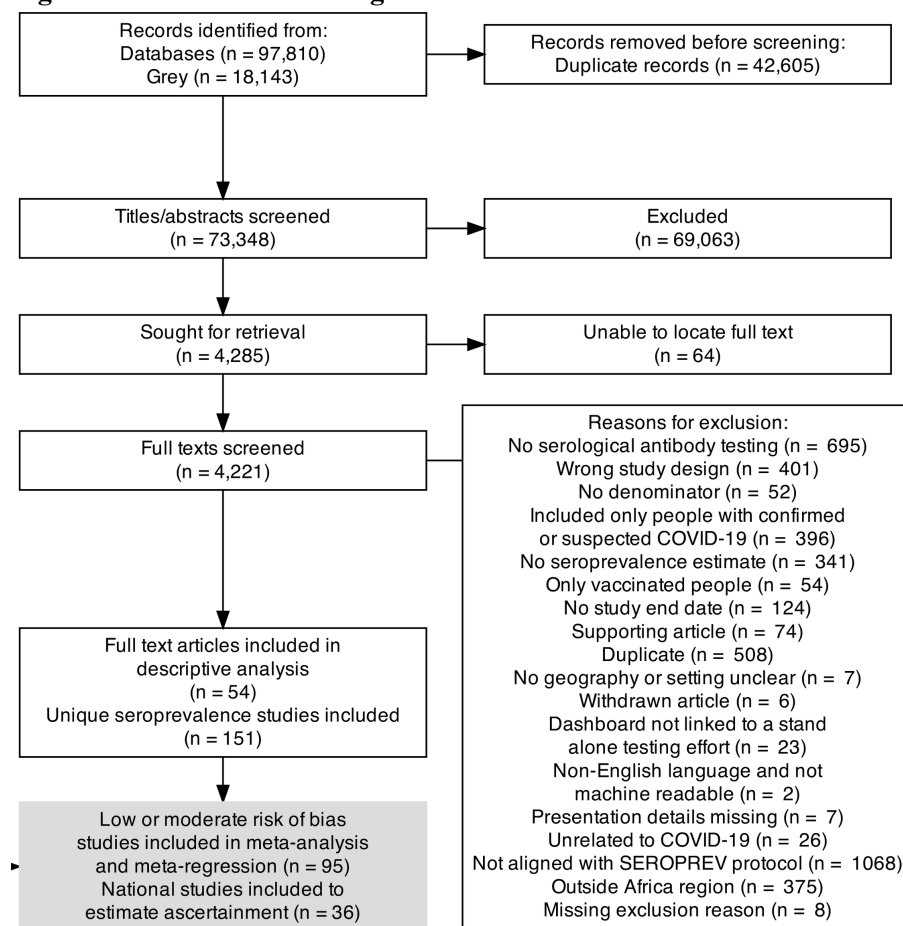 Records identified from:
Databases (n = 97,810)
Grey (n = 18,143)
Records removed before screening:
Duplicate records (n = 42,605)
Titles/abstracts screened
(n = 73,348)
Excluded
(n = 69,063)
Sought for retrieval
(n = 4,285)
Unable to locate full text
(n = 64)
Full texts screened
(n = 4,221)
Reasons for exclusion:
No serological antibody testing (n = 695)
Wrong study design (n = 401)
No denominator (n = 52)
Included only people with confirmed
or suspected COVID-19 (n = 396)
No seroprevalence estimate (n = 341)
Only vaccinated people (n = 54)
No study end date (n = 124)
Supporting article (n = 74)
Duplicate (n = 508)
No geography or setting unclear (n = 7)
Withdrawn article (n = 6)
Dashboard not linked to a stand
alone testing effort (n = 23)
Non-English language and not
machine readable (n = 2)
Presentation details missing (n = 7)
Unrelated to COVID-19 (n = 26)
Not aligned with SEROPREV protocol (n = 1068)
Outside Africa region (n = 375)
Missing exclusion reason (n = 8)
Full text articles included in
descriptive analysis
(n = 54)
Unique seroprevalence studies included
(n = 151)
Low or moderate risk of bias
studies included in meta-analysis
and meta-regression (n = 95)
National studies included to
estimate ascertainment (n = 36)